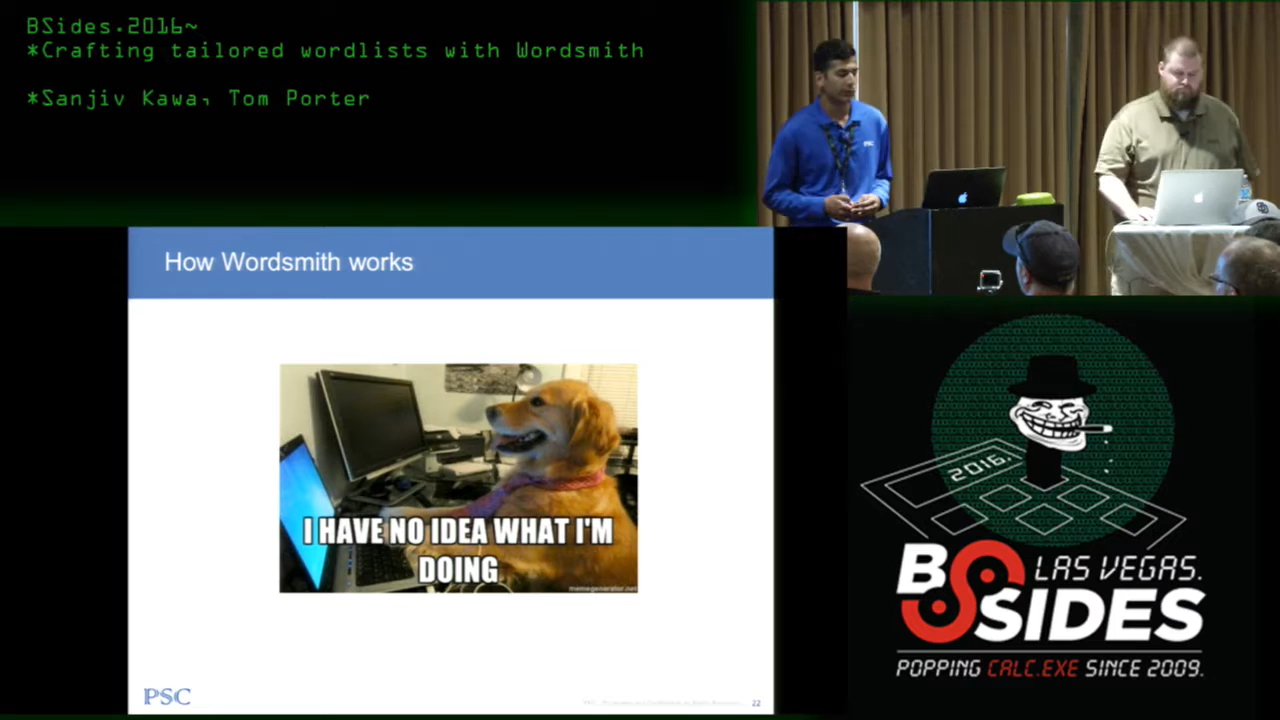 BSides.2016~
*Crafting tailored wordlists with Wordsmith
*Sanjiv Kawa, Tom Porter
PSC
How Wordsmith works
I HAVE NO IDEA WHAT I'M
DOING
memegenerator.net
PSC
22
2016.
BSIDES
LAS VEGAS.
POPPING CALC.EXE SINCE 2009.